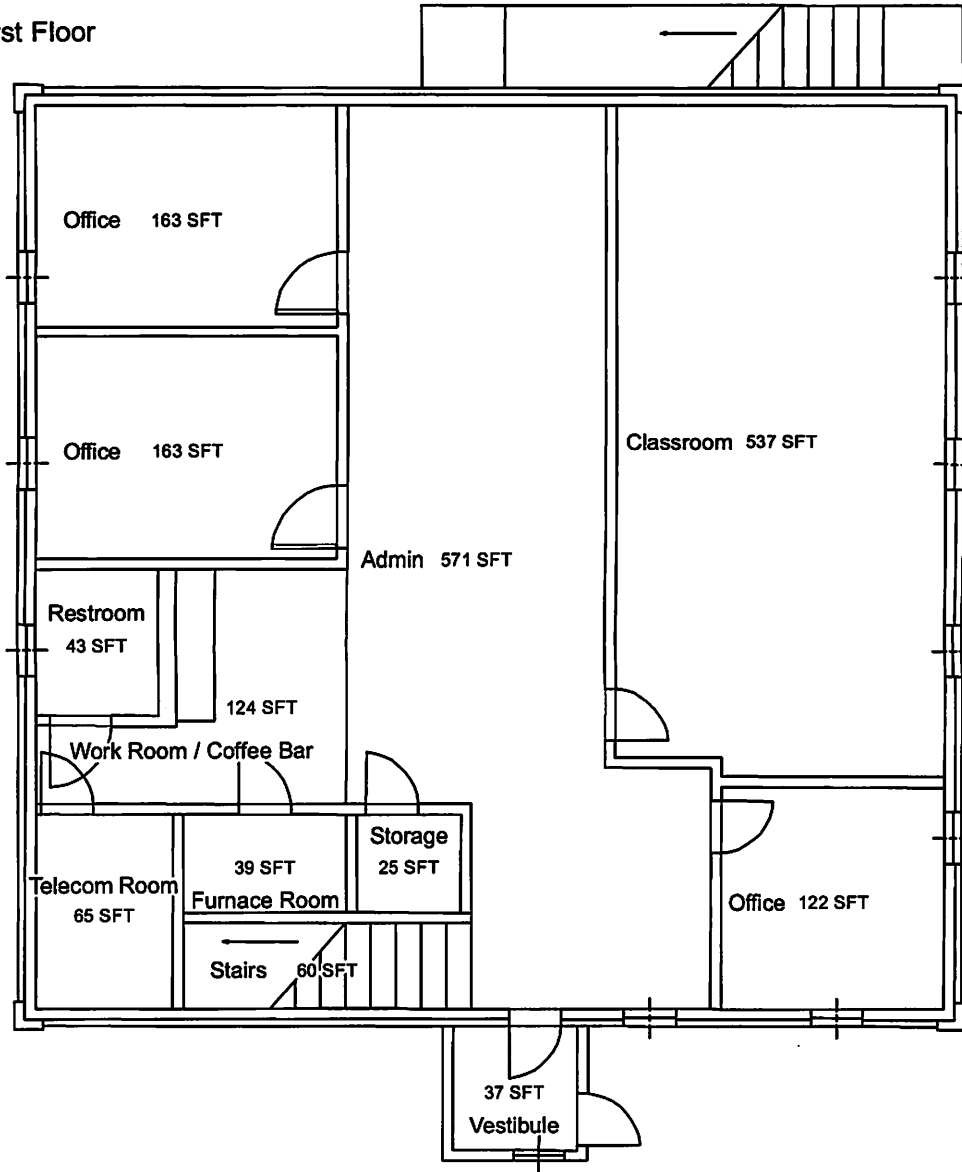 st Floor
Office 163 SFT
Office 163 SFT
Classroom 537 SFT
Admin 571 SFT
Restroom
43 SFT
124 SFT
Work Room / Coffee Bar
Storage
25 SFT
39 SFT
Furnace Room
Telecom Room
65 SFT
Office 122 SFT
Stairs 60 SFT
37 SFT
Vestibule